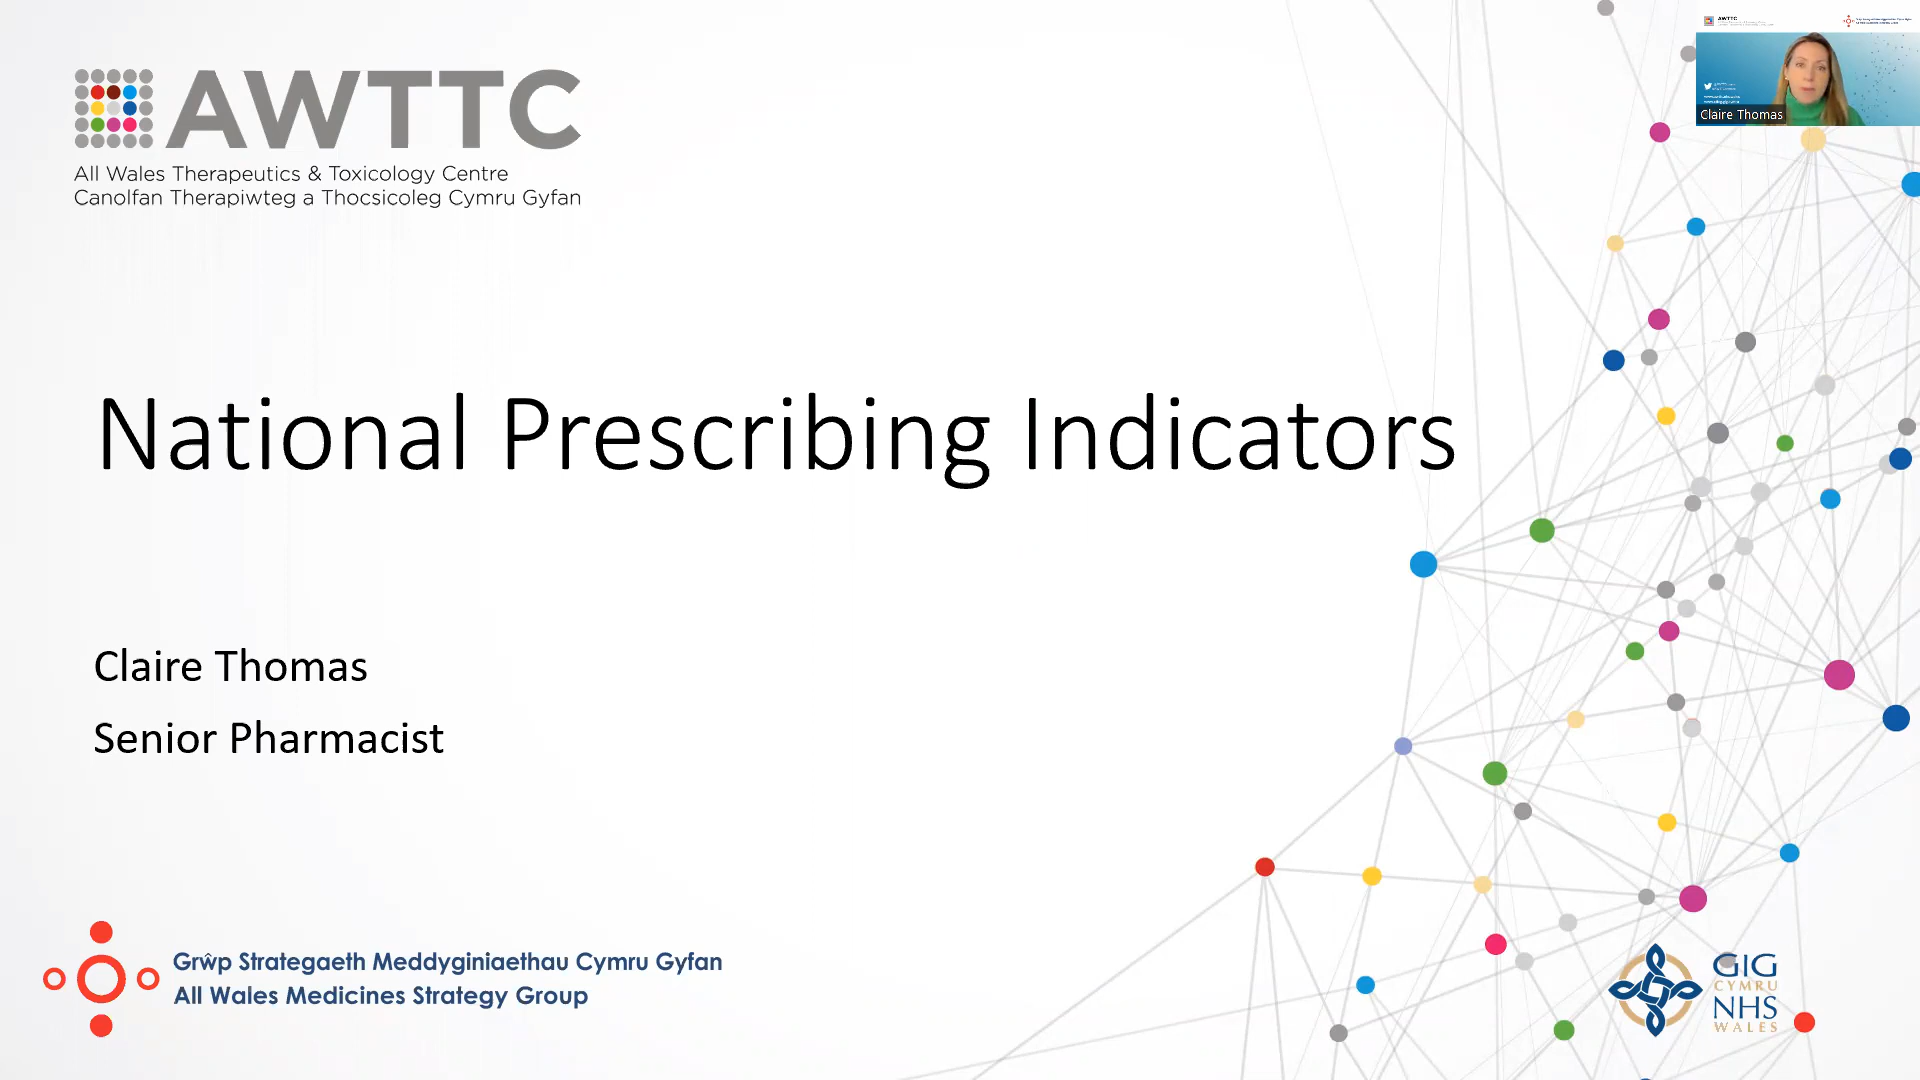 AWTTC
All Wales Therapeutics & Toxicology Centre
Canolfan Therapiwteg a Thocsicoleg Cymru Gyfan
AWTTC
Claire Thomas
National Prescribing Indicators
Claire Thomas
Senior Pharmacist
Grŵp Strategaeth Meddyginiaethau Cymru Gyfan
All Wales Medicines Strategy Group
GIG
CYMRU
NHS
WALES